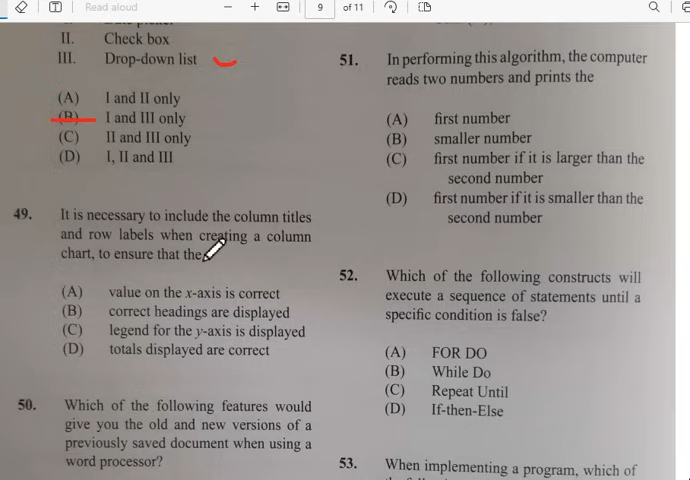 Read aloud
9
of 11
II. Check box
III. Drop-down list
(A) I and II only
(B) I and III only
(C) II and III only
(D) I, II and III
49. It is necessary to include the column titles
and row labels when creating a column
chart, to ensure that the
(A) value on the x-axis is correct
(B) correct headings are displayed
(C) legend for the y-axis is displayed
(D) totals displayed are correct
50. Which of the following features would
give you the old and new versions of a
previously saved document when using a
word processor?
51. In performing this algorithm, the computer
reads two numbers and prints the
(A) first number
(B) smaller number
(C) first number if it is larger than the
second number
(D) first number if it is smaller than the
second number
52. Which of the following constructs will
execute a sequence of statements until a
specific condition is false?
(A) FOR DO
(B) While Do
(C) Repeat Until
(D) If-then-Else
53. When implementing a program, which of